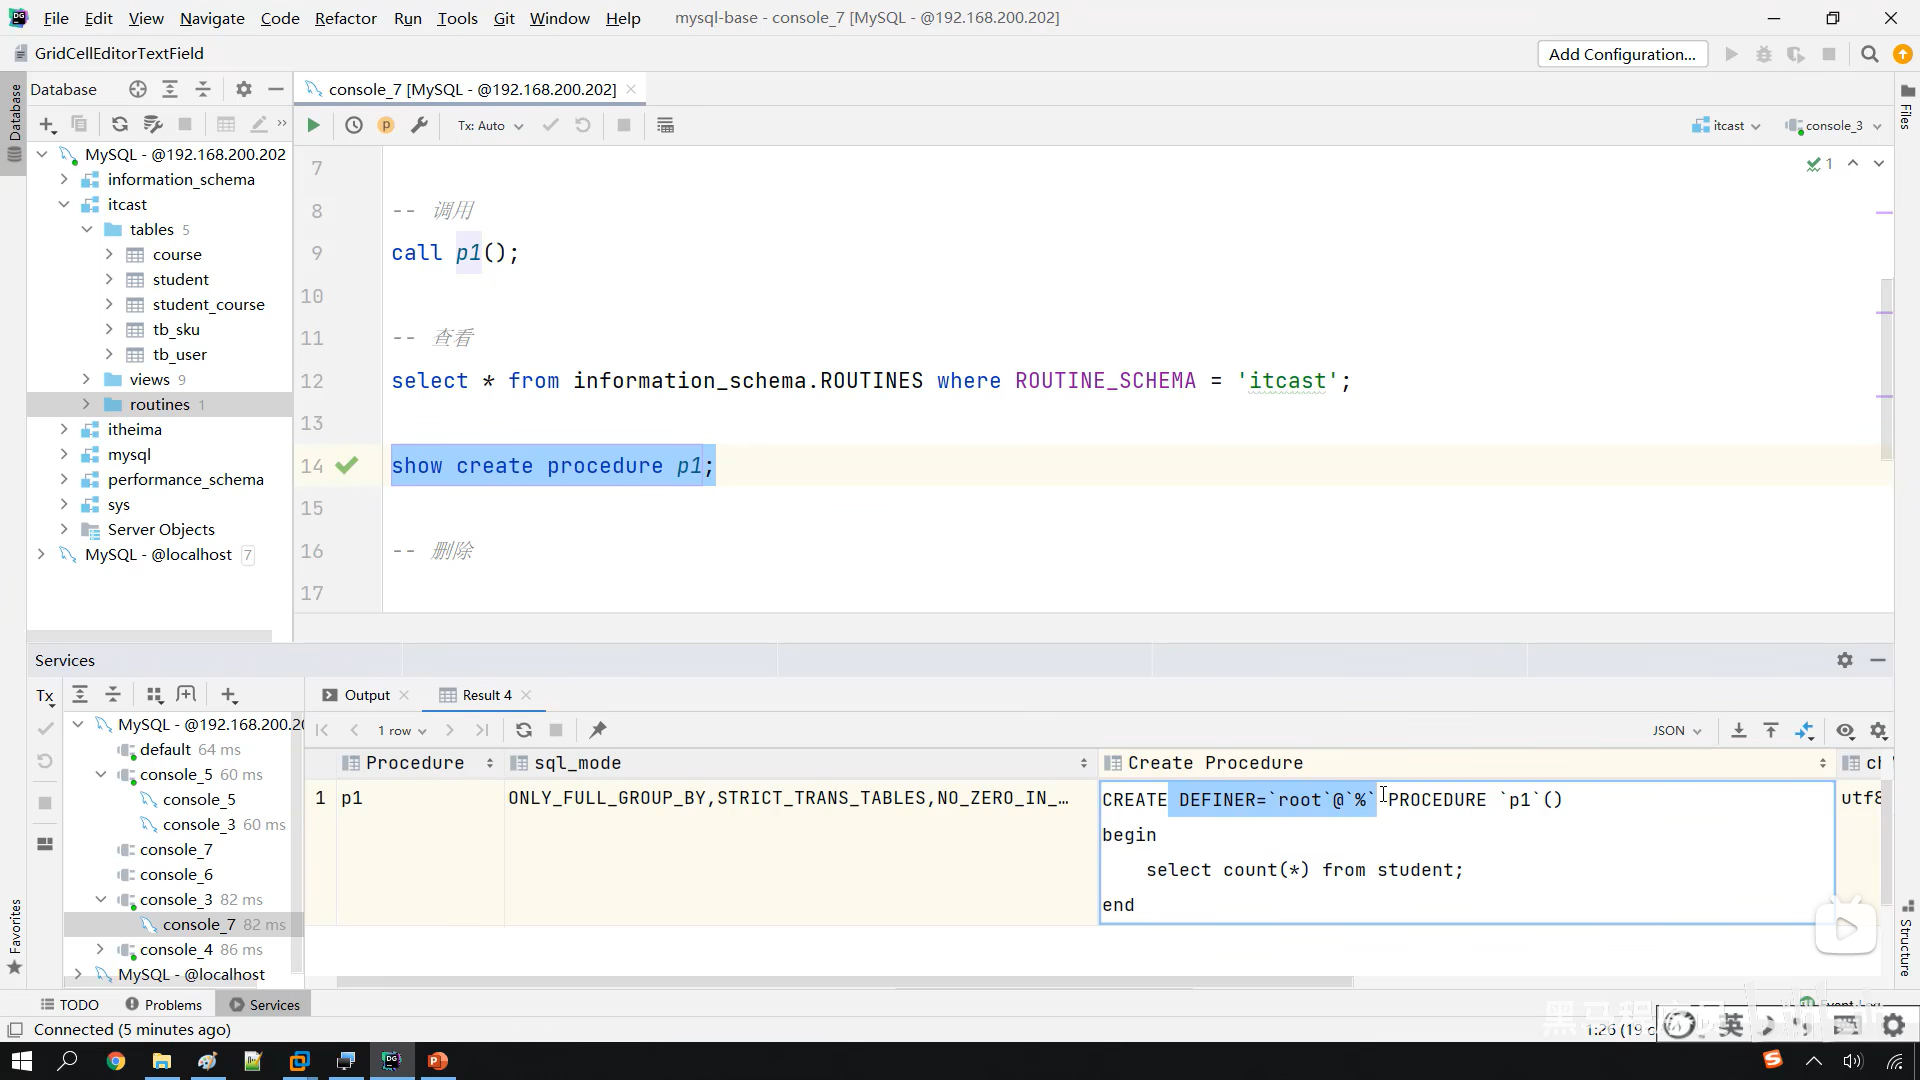 File Edit View Navigate Code Refactor Run Tools Git Window Help mysql-base - console_7 [MySQL - @192.168.200.202]
GridCellEditorTextField
Add Configuration...
Database
console_7 [MySQL - @192.168.200.202]
Tx: Auto
itcast
console_3
Database
Files
MySQL - @192.168.200.202
information_schema
itcast
tables 5
course
student
student_course
tb_sku
tb_user
views 9
routines 1
itheima
mysql
performance_schema
sys
Server Objects
MySQL - @localhost 7
1
7
8 -- 调用
9 call p1();
10
11 -- 查看
12 select * from information_schema.ROUTINES where ROUTINE_SCHEMA = 'itcast';
13
14 show create procedure p1;
15
16 -- 删除
17
Services
Tx
Output
Result 4
MySQL - @192.168.200.20
default 64 ms
console_5 60 ms
console_5
console_3 60 ms
console_7
console_6
console_3 82 ms
console_7 82 ms
console_4 86 ms
MySQL - @localhost
1 row
JSON
Procedure sql_mode Create Procedure
1 p1 ONLY_FULL_GROUP_BY,STRICT_TRANS_TABLES,NO_ZERO_IN_…
CREATE DEFINER=`root`@`%` PROCEDURE `p1`()
begin
select count(*) from student;
end
utf8
Favorites
Structure
TODO Problems Services
Connected (5 minutes ago)
英